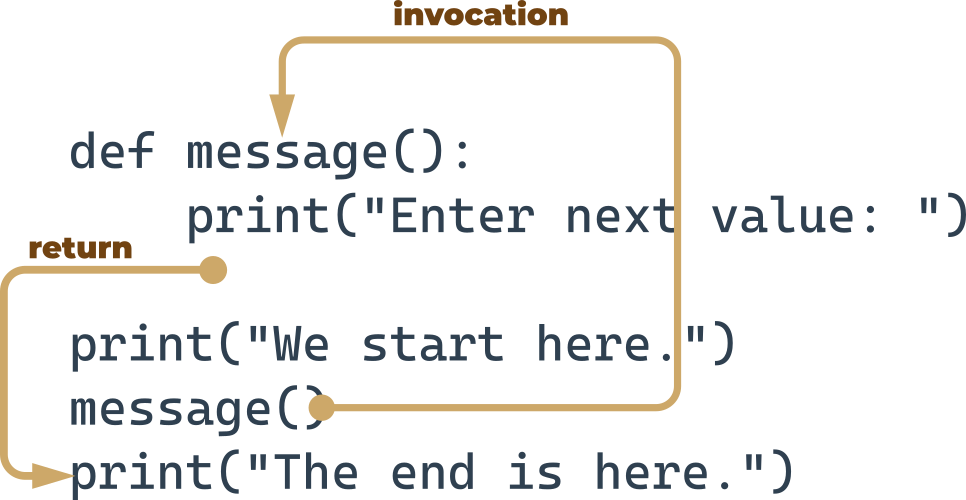 invocation
def message():
    print("Enter next value: ")
return
print("We start here.")
message()
print("The end is here.")